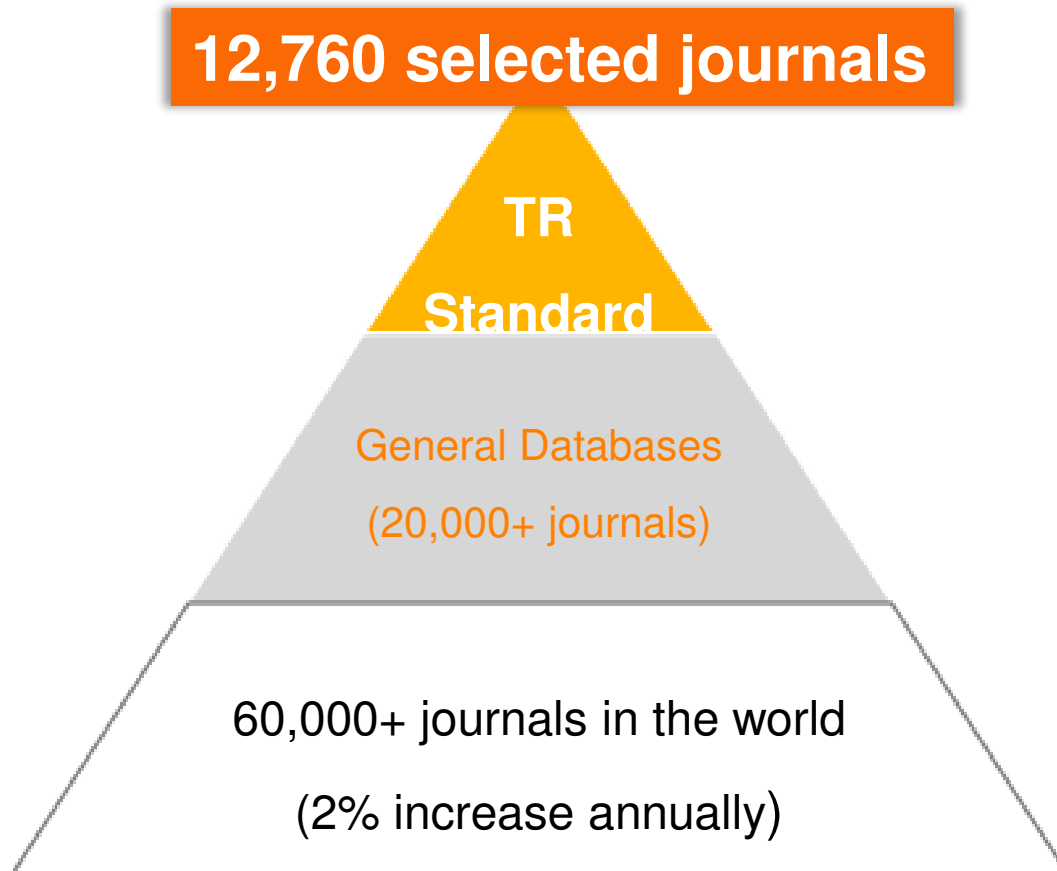 12,760 selected journals
TR
Standard
General Databases
(20,000+ journals)
60,000+ journals in the world
(2% increase annually)